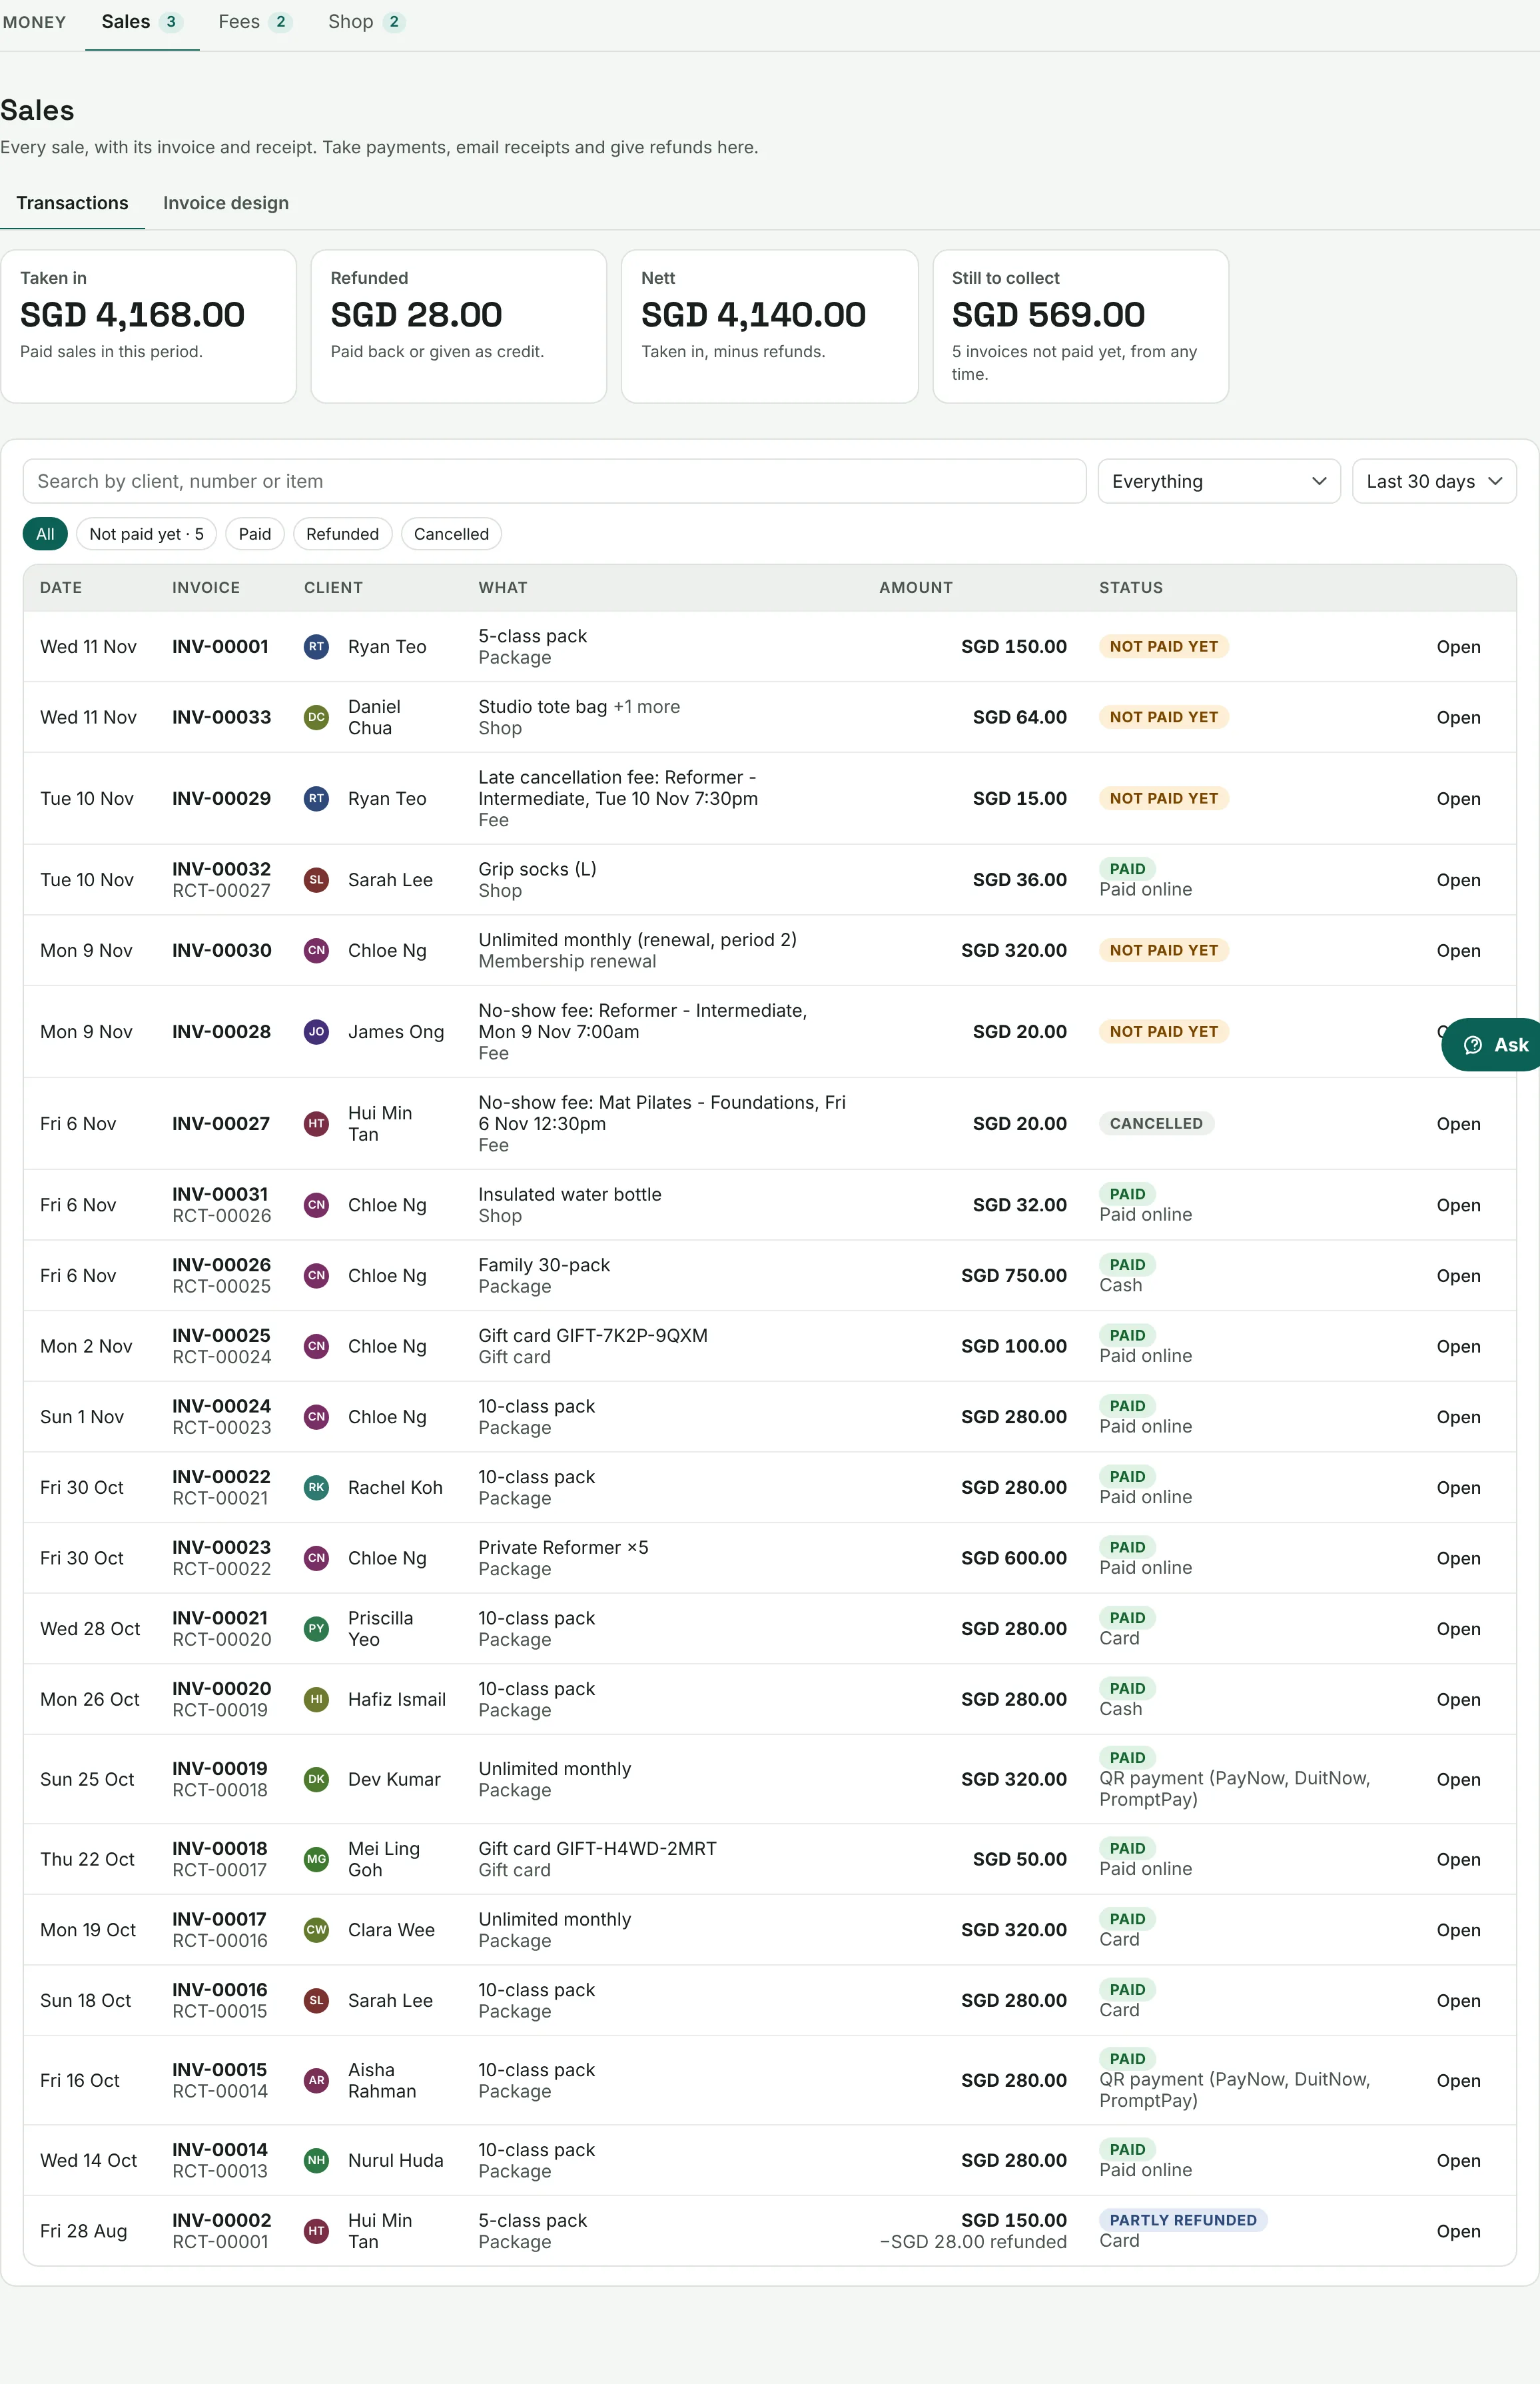 MONEY Sales 3 Fees 2 Shop 2
Sales
Every sale, with its invoice and receipt. Take payments, email receipts and give refunds here.
Transactions Invoice design
Taken in
SGD 4,168.00
Paid sales in this period.
Refunded
SGD 28.00
Paid back or given as credit.
Nett
SGD 4,140.00
Taken in, minus refunds.
Still to collect
SGD 569.00
5 invoices not paid yet, from any
time.
Search by client, number or item Everything Last 30 days
All Not paid yet · 5 Paid Refunded Cancelled
DATE INVOICE CLIENT WHAT AMOUNT STATUS
Wed 11 Nov INV-00001 RT Ryan Teo 5-class pack SGD 150.00 NOT PAID YET Open
Package
Wed 11 Nov INV-00033 DC Daniel Chua Studio tote bag +1 more SGD 64.00 NOT PAID YET Open
Shop
Tue 10 Nov INV-00029 RT Ryan Teo Late cancellation fee: Reformer - SGD 15.00 NOT PAID YET Open
Intermediate, Tue 10 Nov 7:30pm
Fee
Tue 10 Nov INV-00032 SL Sarah Lee Grip socks (L) SGD 36.00 PAID Open
RCT-00027 Shop Paid online
Mon 9 Nov INV-00030 CN Chloe Ng Unlimited monthly (renewal, period 2) SGD 320.00 NOT PAID YET Open
Membership renewal
Mon 9 Nov INV-00028 JO James Ong No-show fee: Reformer - Intermediate, SGD 20.00 NOT PAID YET
Mon 9 Nov 7:00am
Fee
Ask
Fri 6 Nov INV-00027 HT Hui Min Tan No-show fee: Mat Pilates - Foundations, Fri SGD 20.00 CANCELLED Open
6 Nov 12:30pm
Fee
Fri 6 Nov INV-00031 CN Chloe Ng Insulated water bottle SGD 32.00 PAID Open
RCT-00026 Shop Paid online
Fri 6 Nov INV-00026 CN Chloe Ng Family 30-pack SGD 750.00 PAID Open
RCT-00025 Package Cash
Mon 2 Nov INV-00025 CN Chloe Ng Gift card GIFT-7K2P-9QXM SGD 100.00 PAID Open
RCT-00024 Gift card Paid online
Sun 1 Nov INV-00024 CN Chloe Ng 10-class pack SGD 280.00 PAID Open
RCT-00023 Package Paid online
Fri 30 Oct INV-00022 RK Rachel Koh 10-class pack SGD 280.00 PAID Open
RCT-00021 Package Paid online
Fri 30 Oct INV-00023 CN Chloe Ng Private Reformer ×5 SGD 600.00 PAID Open
RCT-00022 Package Paid online
Wed 28 Oct INV-00021 PY Priscilla Yeo 10-class pack SGD 280.00 PAID Open
RCT-00020 Package Card
Mon 26 Oct INV-00020 HI Hafiz Ismail 10-class pack SGD 280.00 PAID Open
RCT-00019 Package Cash
Sun 25 Oct INV-00019 DK Dev Kumar Unlimited monthly SGD 320.00 PAID Open
RCT-00018 Package QR payment (PayNow, DuitNow,
PromptPay)
Thu 22 Oct INV-00018 MG Mei Ling Goh Gift card GIFT-H4WD-2MRT SGD 50.00 PAID Open
RCT-00017 Gift card Paid online
Mon 19 Oct INV-00017 CW Clara Wee Unlimited monthly SGD 320.00 PAID Open
RCT-00016 Package Card
Sun 18 Oct INV-00016 SL Sarah Lee 10-class pack SGD 280.00 PAID Open
RCT-00015 Package Card
Fri 16 Oct INV-00015 AR Aisha Rahman 10-class pack SGD 280.00 PAID Open
RCT-00014 Package QR payment (PayNow, DuitNow,
PromptPay)
Wed 14 Oct INV-00014 NH Nurul Huda 10-class pack SGD 280.00 PAID Open
RCT-00013 Package Paid online
Fri 28 Aug INV-00002 HT Hui Min Tan 5-class pack SGD 150.00 PARTLY REFUNDED Open
RCT-00001 Package −SGD 28.00 refunded Card